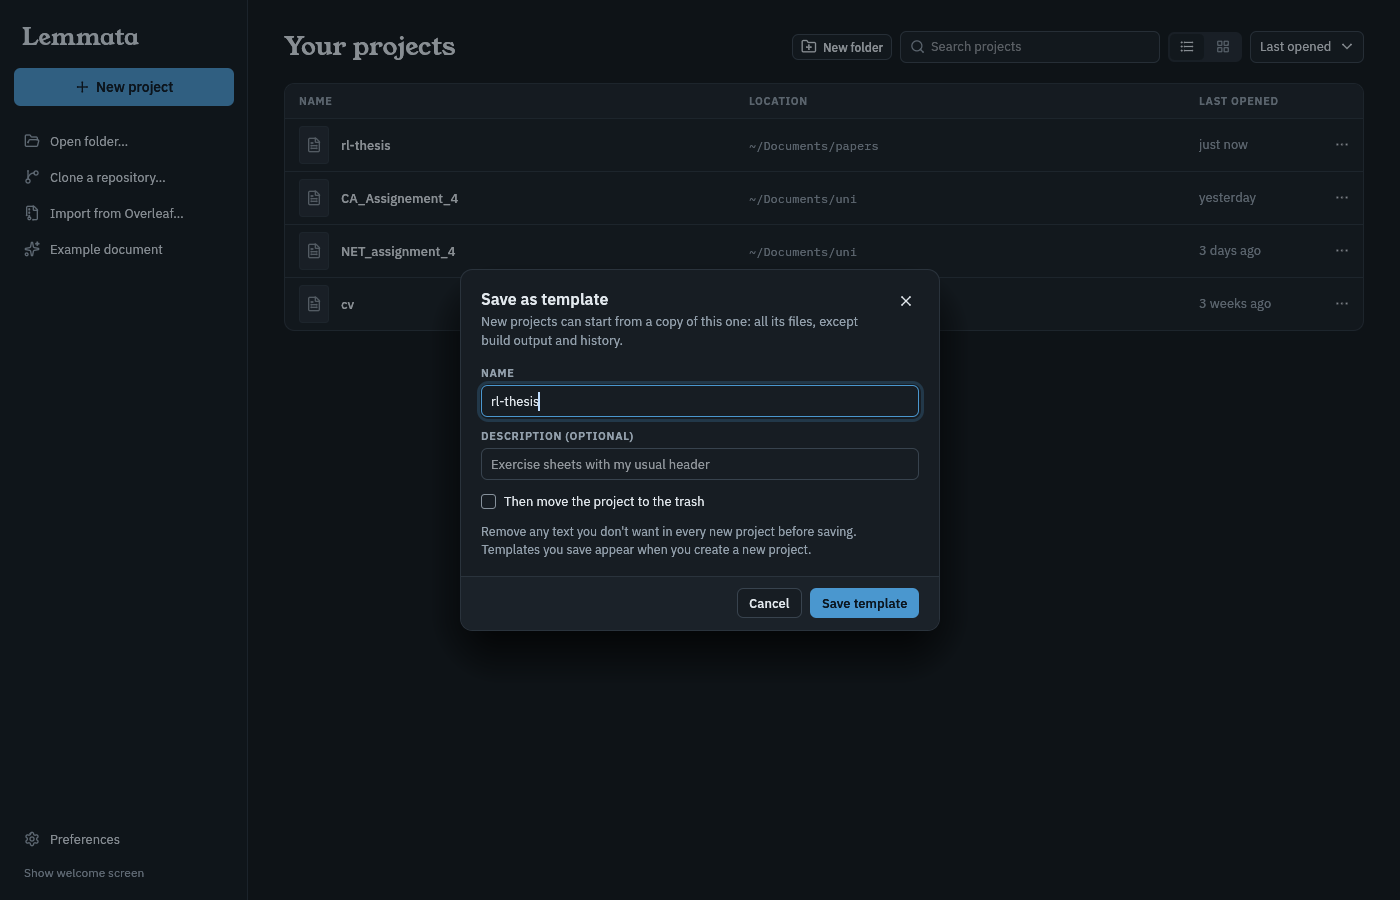 Lemmata
New project
Open folder...
Clone a repository...
Import from Overleaf...
Example document
Preferences
Show welcome screen
Your projects
New folder
Search projects
Last opened
NAME LOCATION LAST OPENED
rl-thesis ~/Documents/papers just now
CA_Assignement_4 ~/Documents/uni yesterday
NET_assignment_4 ~/Documents/uni 3 days ago
cv 3 weeks ago
Save as template
New projects can start from a copy of this one: all its files, except
build output and history.
NAME
rl-thesis
DESCRIPTION (OPTIONAL)
Exercise sheets with my usual header
Then move the project to the trash
Remove any text you don't want in every new project before saving.
Templates you save appear when you create a new project.
Cancel
Save template